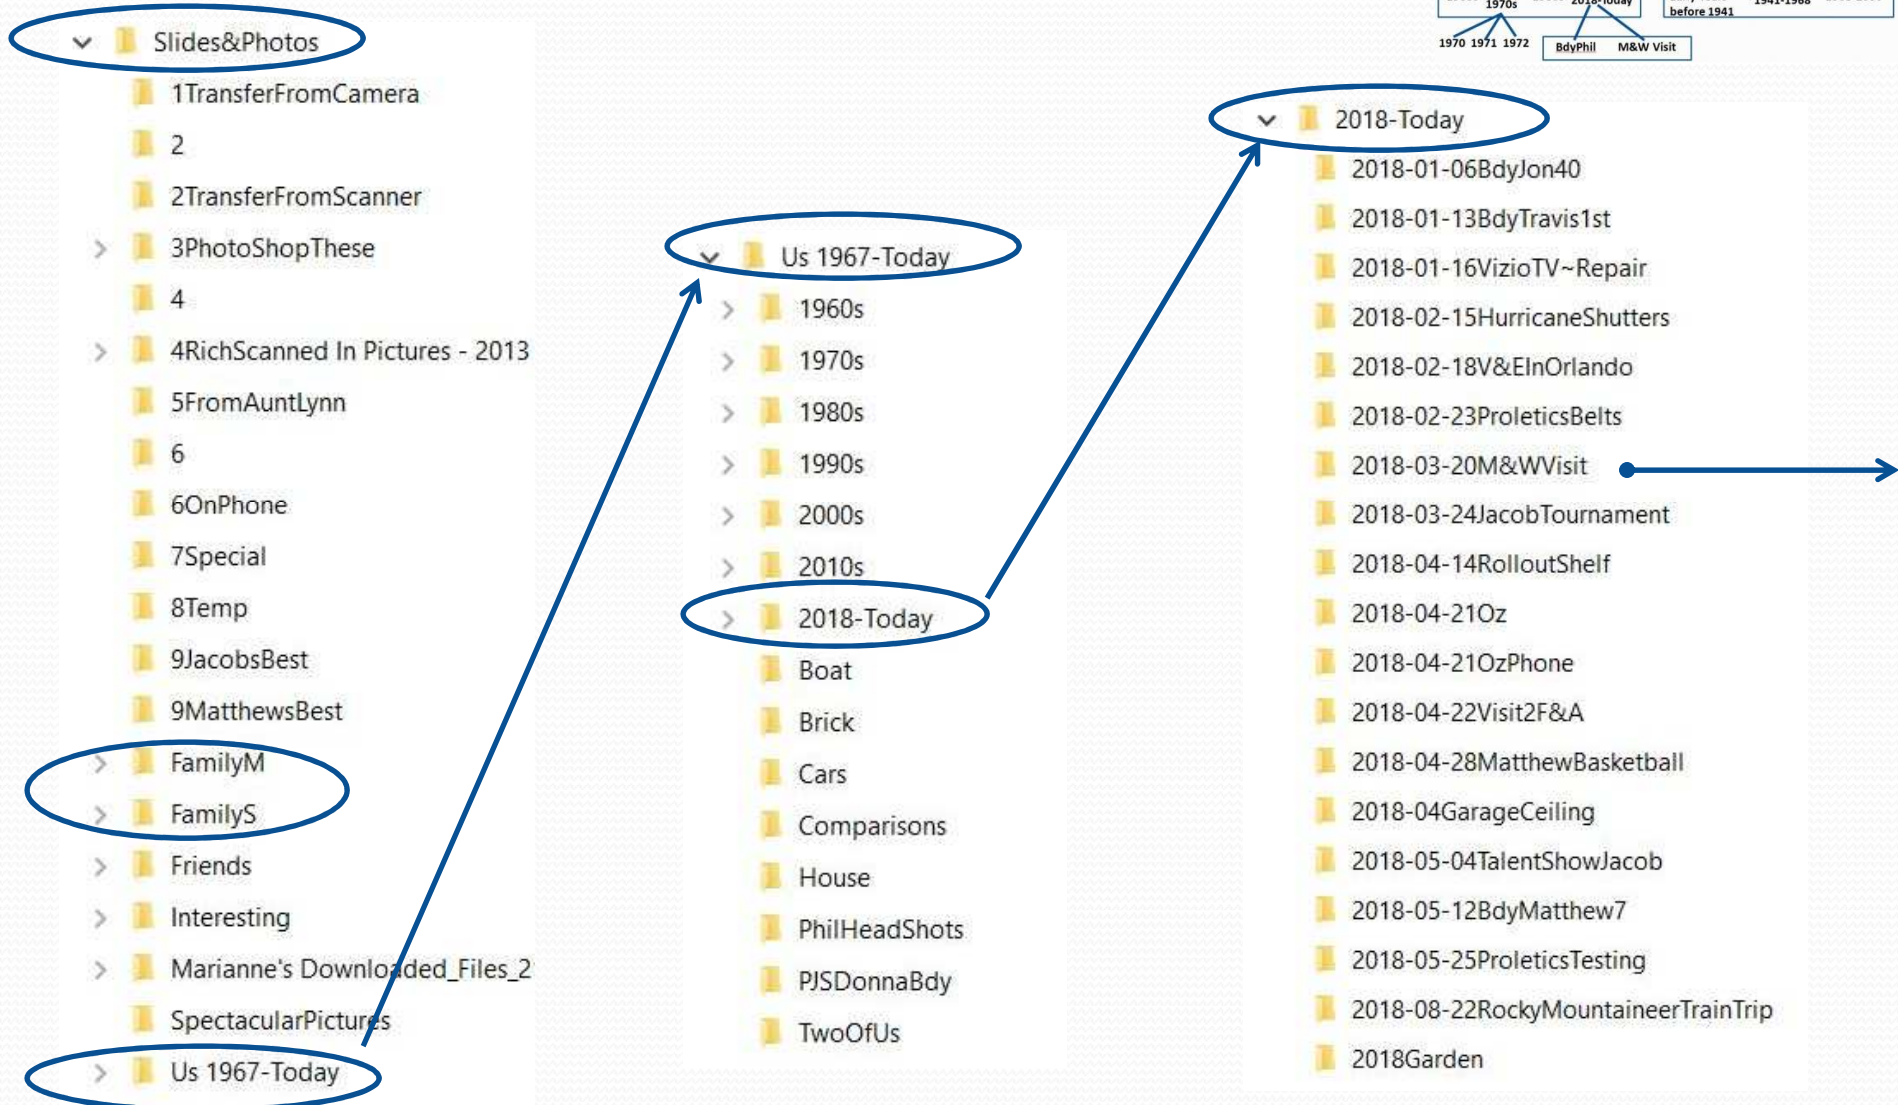 Slides&Photos
1TransferFromCamera
2
2TransferFromScanner
3PhotoShopThese
4
4RichScanned In Pictures - 2013
5FromAuntLynn
6
6OnPhone
7Special
8Temp
9JacobsBest
9MatthewsBest
FamilyM
FamilyS
Friends
Interesting
Marianne's Downloaded_Files_2
SpectacularPictures
Us 1967-Today
Us 1967-Today
1960s
1970s
1980s
1990s
2000s
2010s
2018-Today
Boat
Brick
Cars
Comparisons
House
PhilHeadShots
PJSDonnaBdy
TwoOfUs
1970s
2018-Today
before 1941
1941-1968
1970 1971 1972
BdyPhil M&W Visit
2018-Today
2018-01-06BdyJon40
2018-01-13BdyTravis1st
2018-01-16VizioTV~Repair
2018-02-15HurricaneShutters
2018-02-18V&EInOrlando
2018-02-23ProleticsBelts
2018-03-20M&WVisit
2018-03-24JacobTournament
2018-04-14RolloutShelf
2018-04-21Oz
2018-04-21OzPhone
2018-04-22Visit2F&A
2018-04-28MatthewBasketball
2018-04GarageCeiling
2018-05-04TalentShowJacob
2018-05-12BdyMatthew7
2018-05-25ProleticsTesting
2018-08-22RockyMountaineerTrainTrip
2018Garden